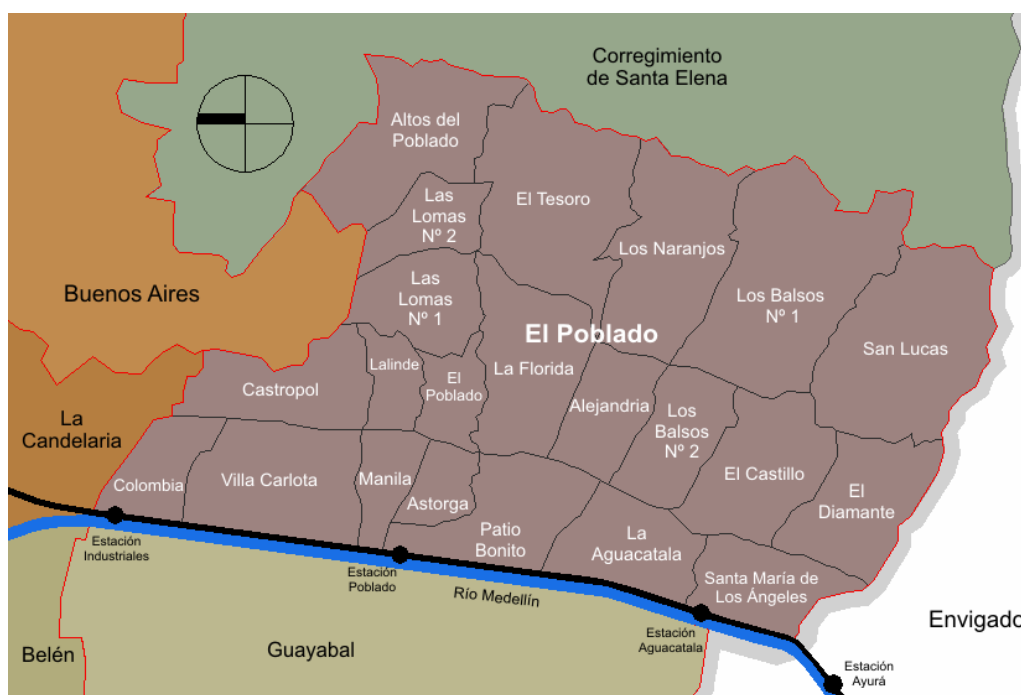 Corregimiento
de Santa Elena
Altos del
Poblado
Las
Lomas
Nº 2
El Tesoro
Los Naranjos
Buenos Aires
Las
Lomas
Nº 1
Los Balsos
Nº 1
El Poblado
San Lucas
Castropol
Lalinde
El
Poblado
La Florida
Alejandria
Los
Balsos
Nº 2
La
Candelaria
Colombia
Villa Carlota
Manila
Astorga
El Castillo
El
Diamante
Patio
Bonito
La
Aguacatala
Santa María de
Los Ángeles
Estación
Industriales
Estación
Poblado
Río Medellín
Estación
Aguacatala
Envigado
Belén
Guayabal
Estación
Ayurá